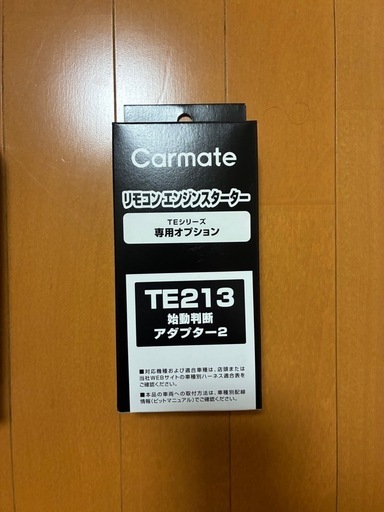 Carmate
リモコン・エンジンスターター
TEシリーズ
専用オプション
TE213
始動判断
アダプター2
■対応機種および適合車種は、店頭または
当社WEBサイトの車種別ハーネス適合表を
ご確認ください。
■本品の車両への取付方法は、車種別配線
情報(ピットマニュアル)でご確認ください。